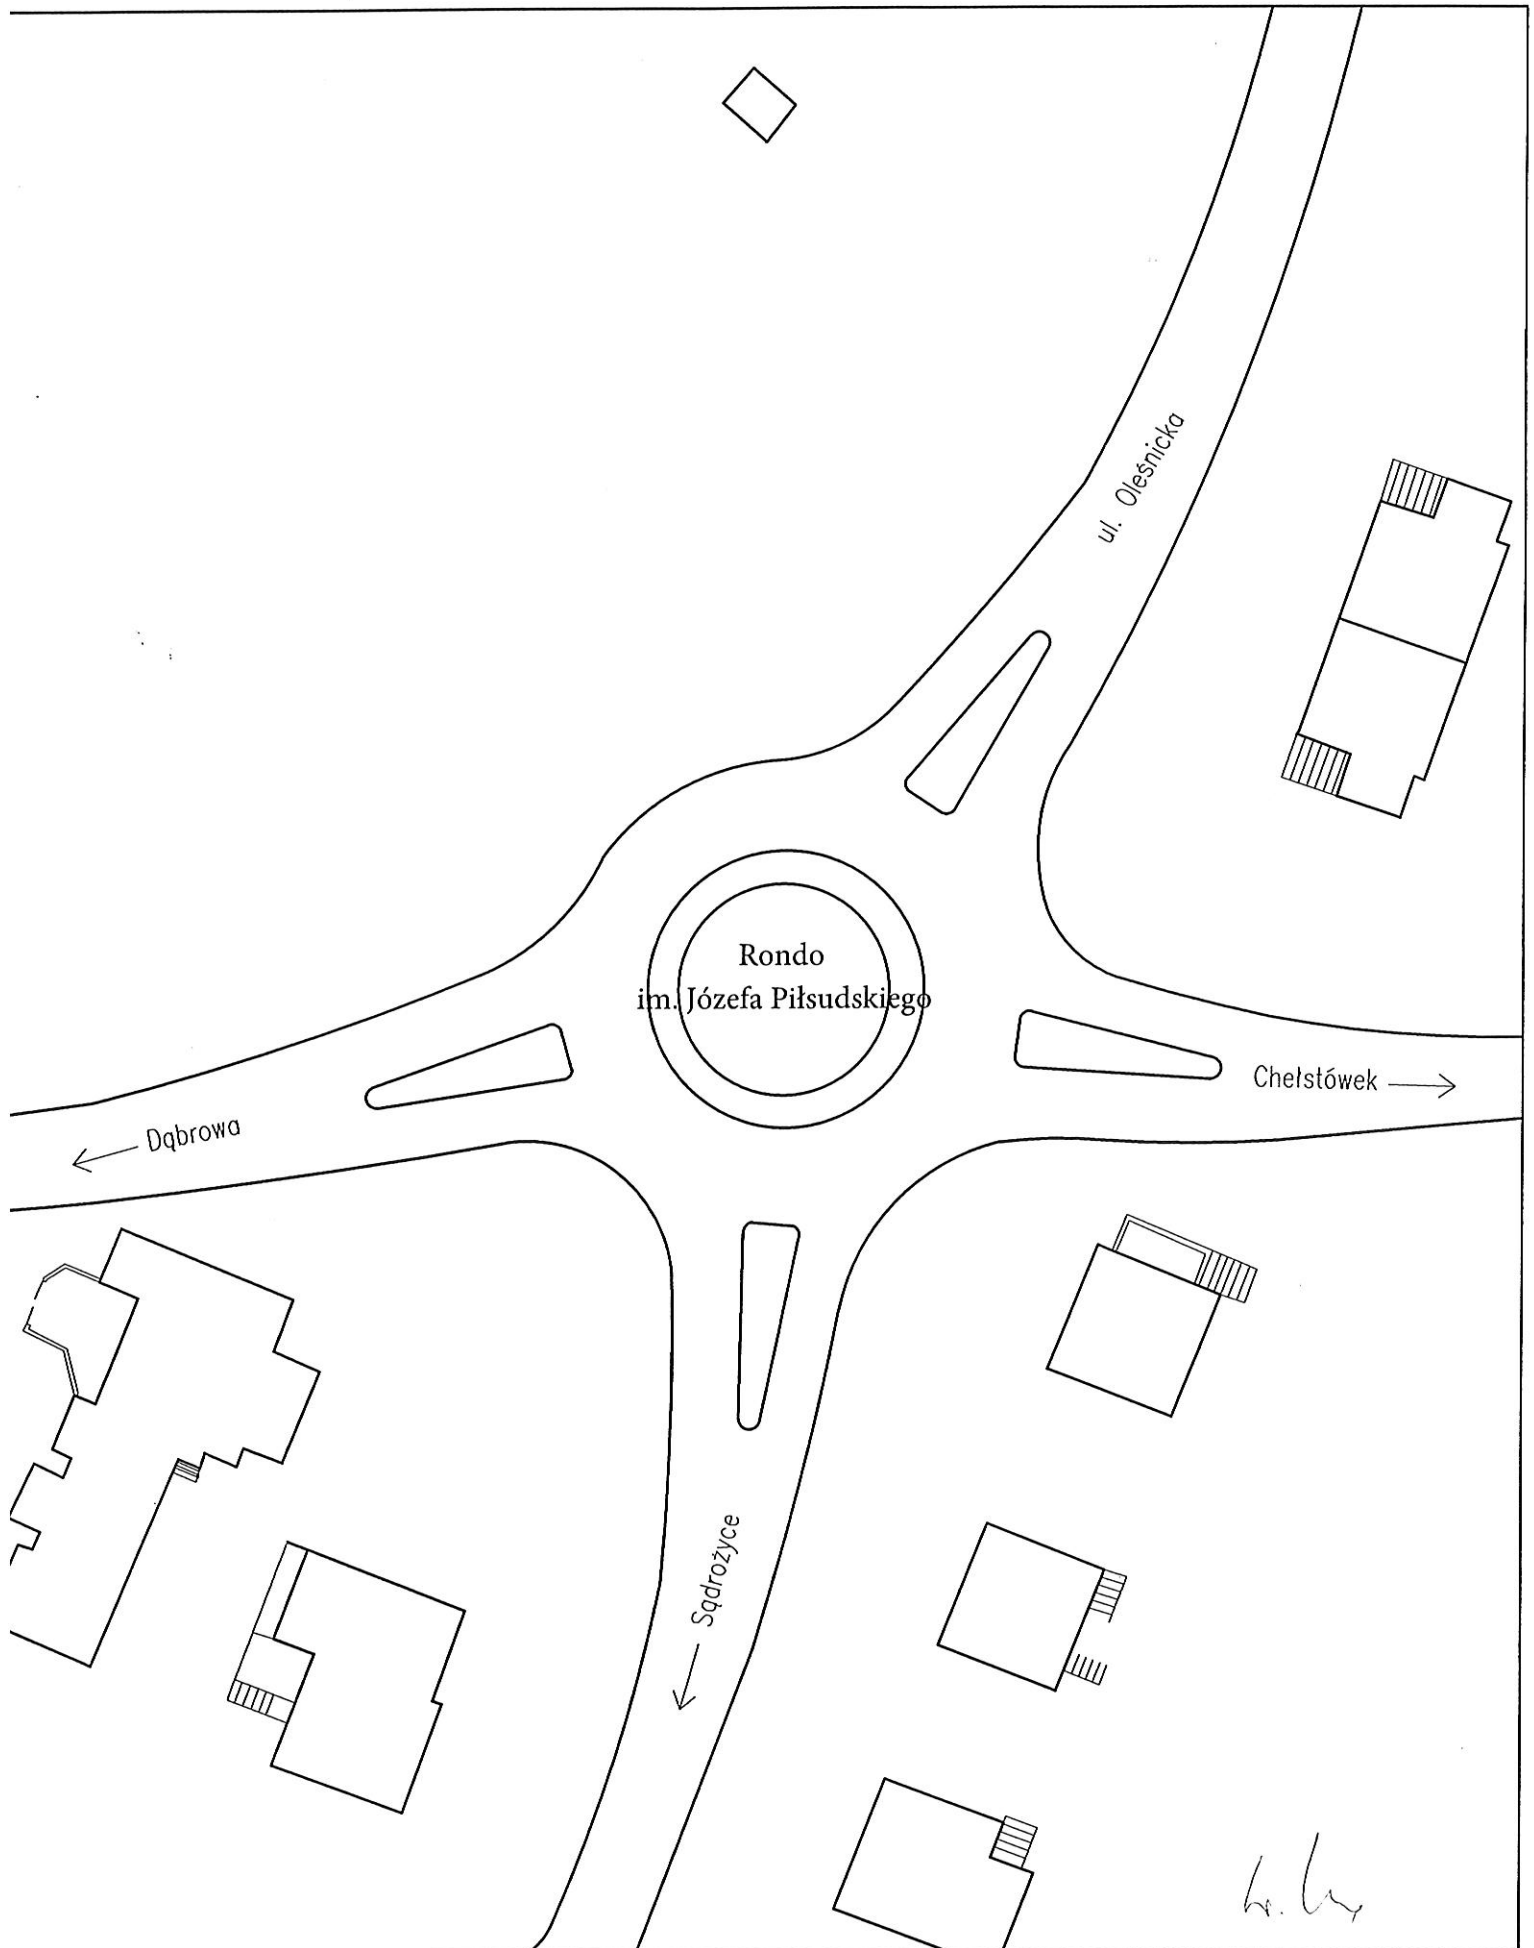 ul. Oleśnicka
Rondo
im. Józefa Piłsudskiego
Chełstówek
Dąbrowa
Sądrożyce